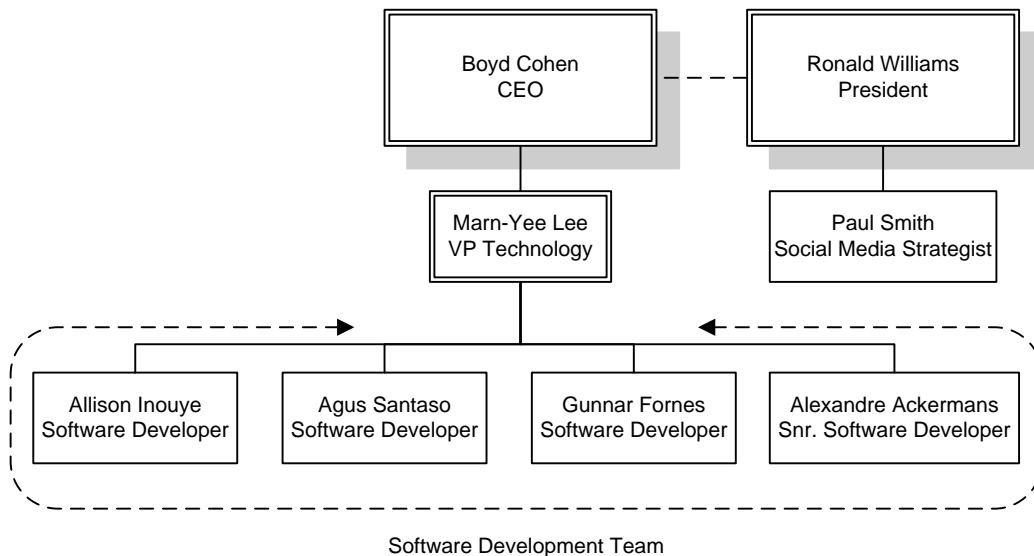 Boyd Cohen
CEO
Ronald Williams
President
Marn-Yee Lee
VP Technology
Paul Smith
Social Media Strategist
Allison Inouye
Software Developer
Agus Santaso
Software Developer
Gunnar Fornes
Software Developer
Alexandre Ackermans
Snr. Software Developer
Software Development Team